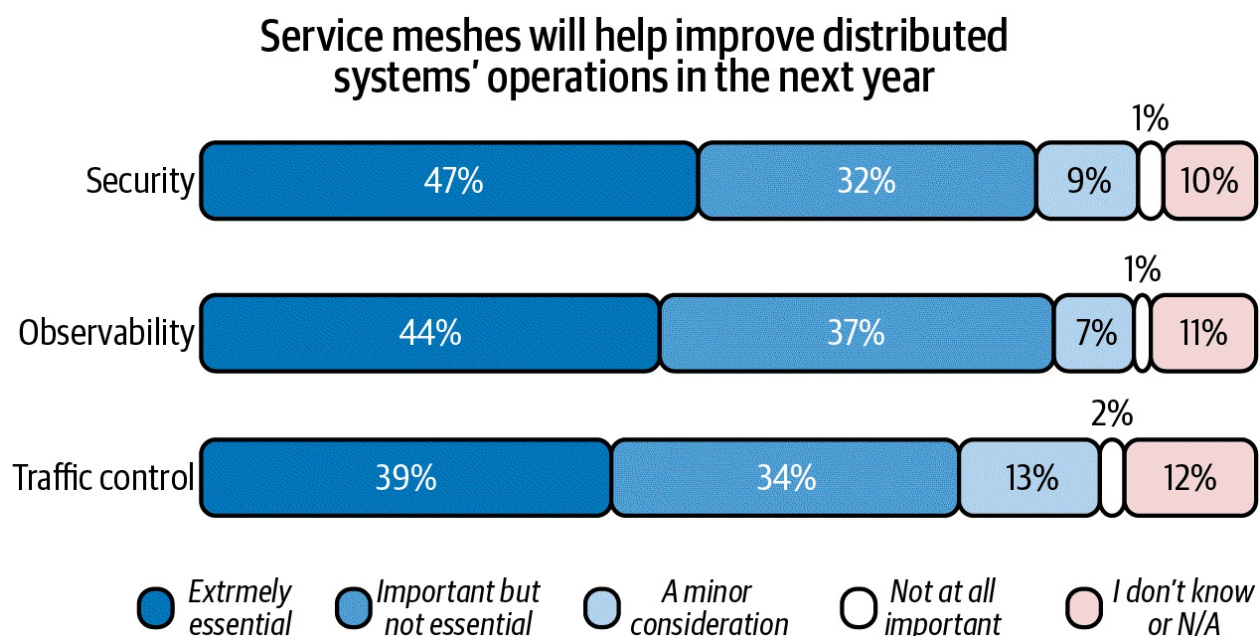 Service meshes will help improve distributed
systems' operations in the next year
1%
Security 47% 32% 9% 10%
1%
Observability 44% 37% 7% 11%
2%
Traffic control 39% 34% 13% 12%
Extrmely essential
Important but not essential
A minor consideration
Not at all important
I don't know or N/A